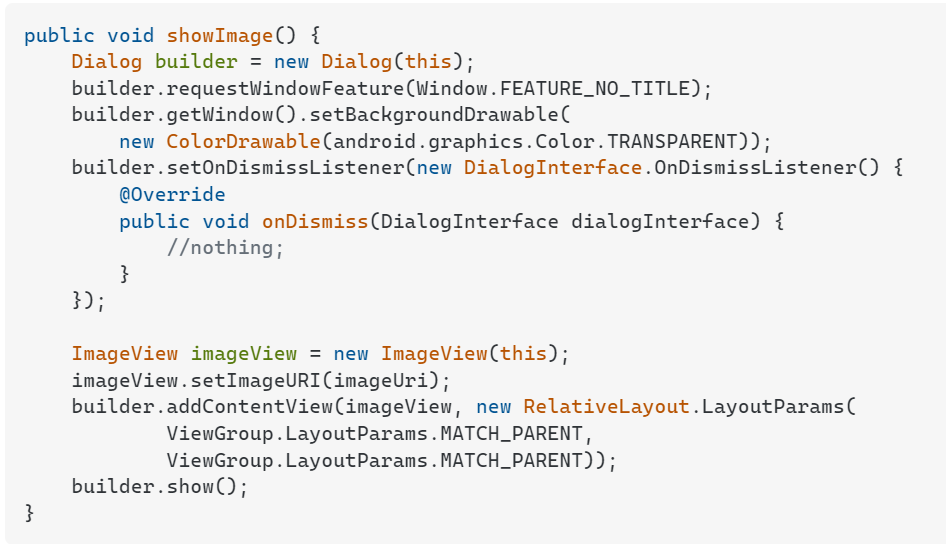 public void showImage() {
    Dialog builder = new Dialog(this);
    builder.requestWindowFeature(Window.FEATURE_NO_TITLE);
    builder.getWindow().setBackgroundDrawable(
        new ColorDrawable(android.graphics.Color.TRANSPARENT));
    builder.setOnDismissListener(new DialogInterface.OnDismissListener() {
        @Override
        public void onDismiss(DialogInterface dialogInterface) {
            //nothing;
        }
    });

    ImageView imageView = new ImageView(this);
    imageView.setImageURI(imageUri);
    builder.addContentView(imageView, new RelativeLayout.LayoutParams(
            ViewGroup.LayoutParams.MATCH_PARENT,
            ViewGroup.LayoutParams.MATCH_PARENT));
    builder.show();
}